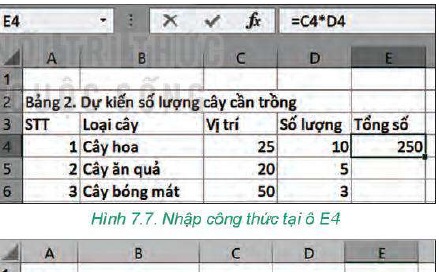 E4 fx =C4*D4
A B C D E
1
2 Bảng 2. Dự kiến số lượng cây cần trồng
3 STT Loại cây Vị trí Số lượng Tổng số
4 1 Cây hoa 25 10 250
5 2 Cây ăn quả 20 5
6 3 Cây bóng mát 50 3
Hình 7.7. Nhập công thức tại ô E4
A B C D E